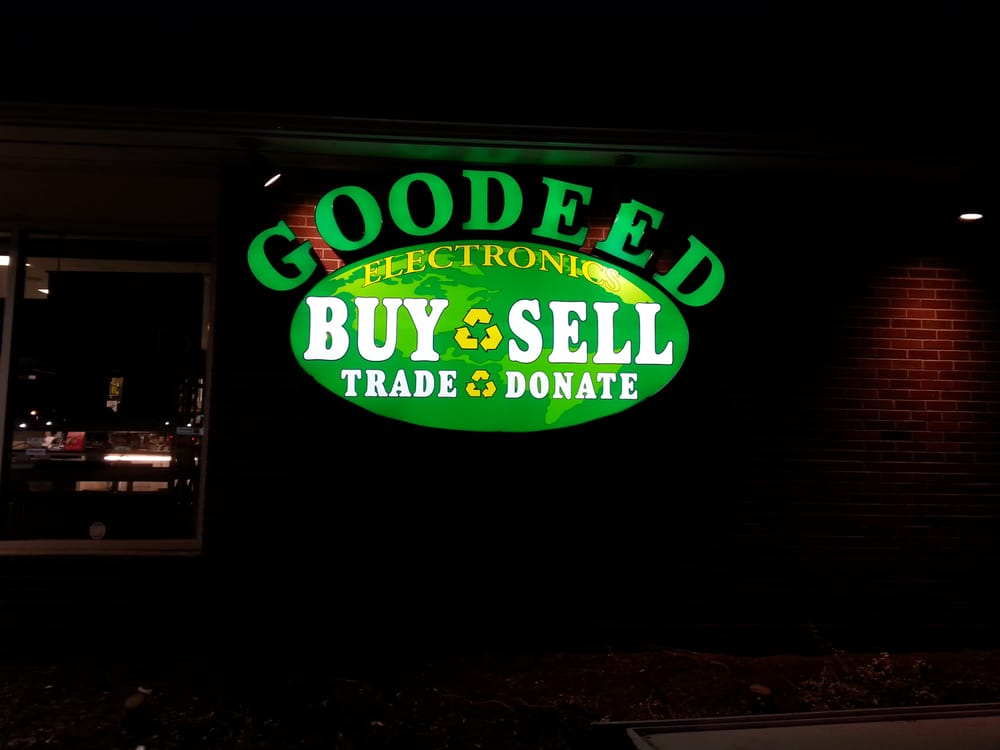 GOODEED
ELECTRONICS
BUY SELL
TRADE DONATE